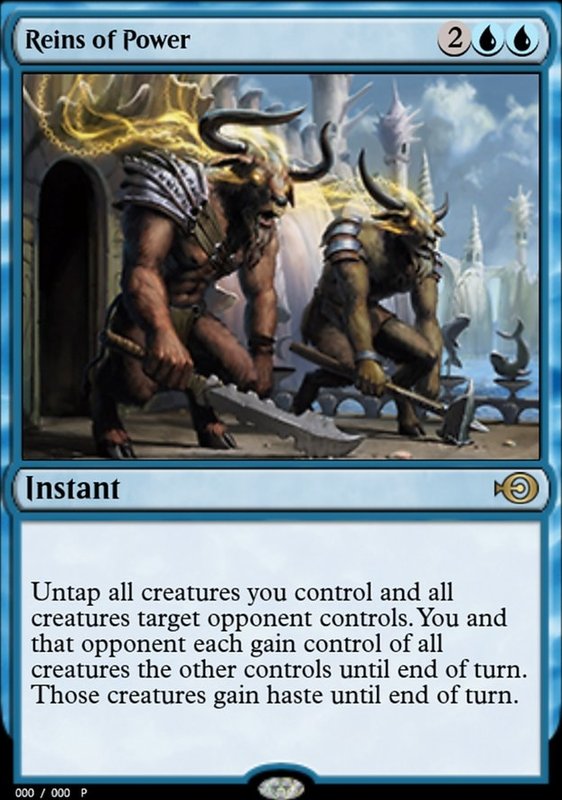 Reins of Power 2
Instant
Untap all creatures you control and all
creatures target opponent controls. You and
that opponent each gain control of all
creatures the other controls until end of turn.
Those creatures gain haste until end of turn.
000 / 000 P